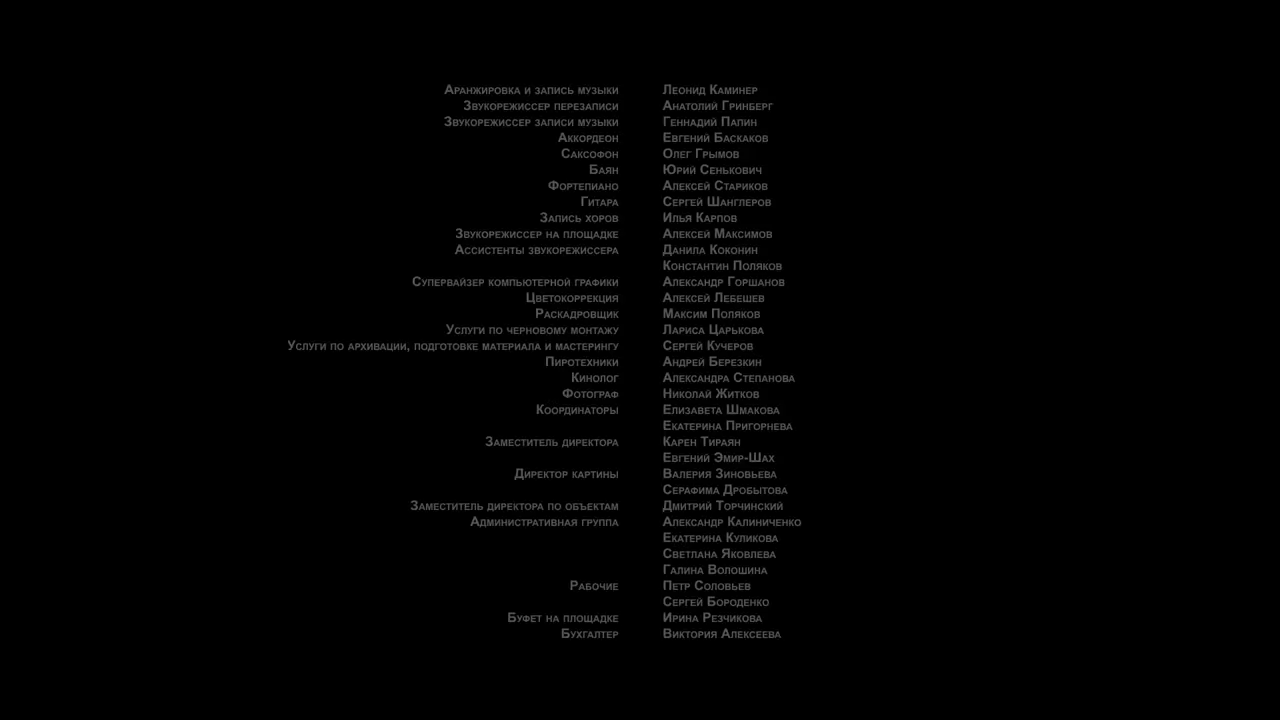 Аранжировка и запись музыки Леонид Каминер
Звукорежиссер перезаписи Анатолий Гринберг
Звукорежиссер записи музыки Геннадий Папин
Аккордеон Евгений Баскаков
Саксофон Олег Грымов
Баян Юрий Сенькович
Фортепиано Алексей Стариков
Гитара Сергей Шанглеров
Запись хоров Илья Карпов
Звукорежиссер на площадке Алексей Максимов
Ассистенты звукорежиссера Данила Коконин
Константин Поляков
Супервайзер компьютерной графики Александр Горшанов
Цветокоррекция Алексей Лебешев
Раскадровщик Максим Поляков
Услуги по черновому монтажу Лариса Царькова
Услуги по архивации, подготовке материала и мастерингу Сергей Кучеров
Пиротехники Андрей Березкин
Кинолог Александра Степанова
Фотограф Николай Житков
Координаторы Елизавета Шмакова
Екатерина Пригорнева
Заместитель директора Карен Тираян
Евгений Эмир-Шах
Директор картины Валерия Зиновьева
Серафима Дробытова
Заместитель директора по объектам Дмитрий Торчинский
Административная группа Александр Калиниченко
Екатерина Куликова
Светлана Яковлева
Галина Волошина
Рабочие Петр Соловьев
Сергей Бороденко
Буфет на площадке Ирина Резчикова
Бухгалтер Виктория Алексеева